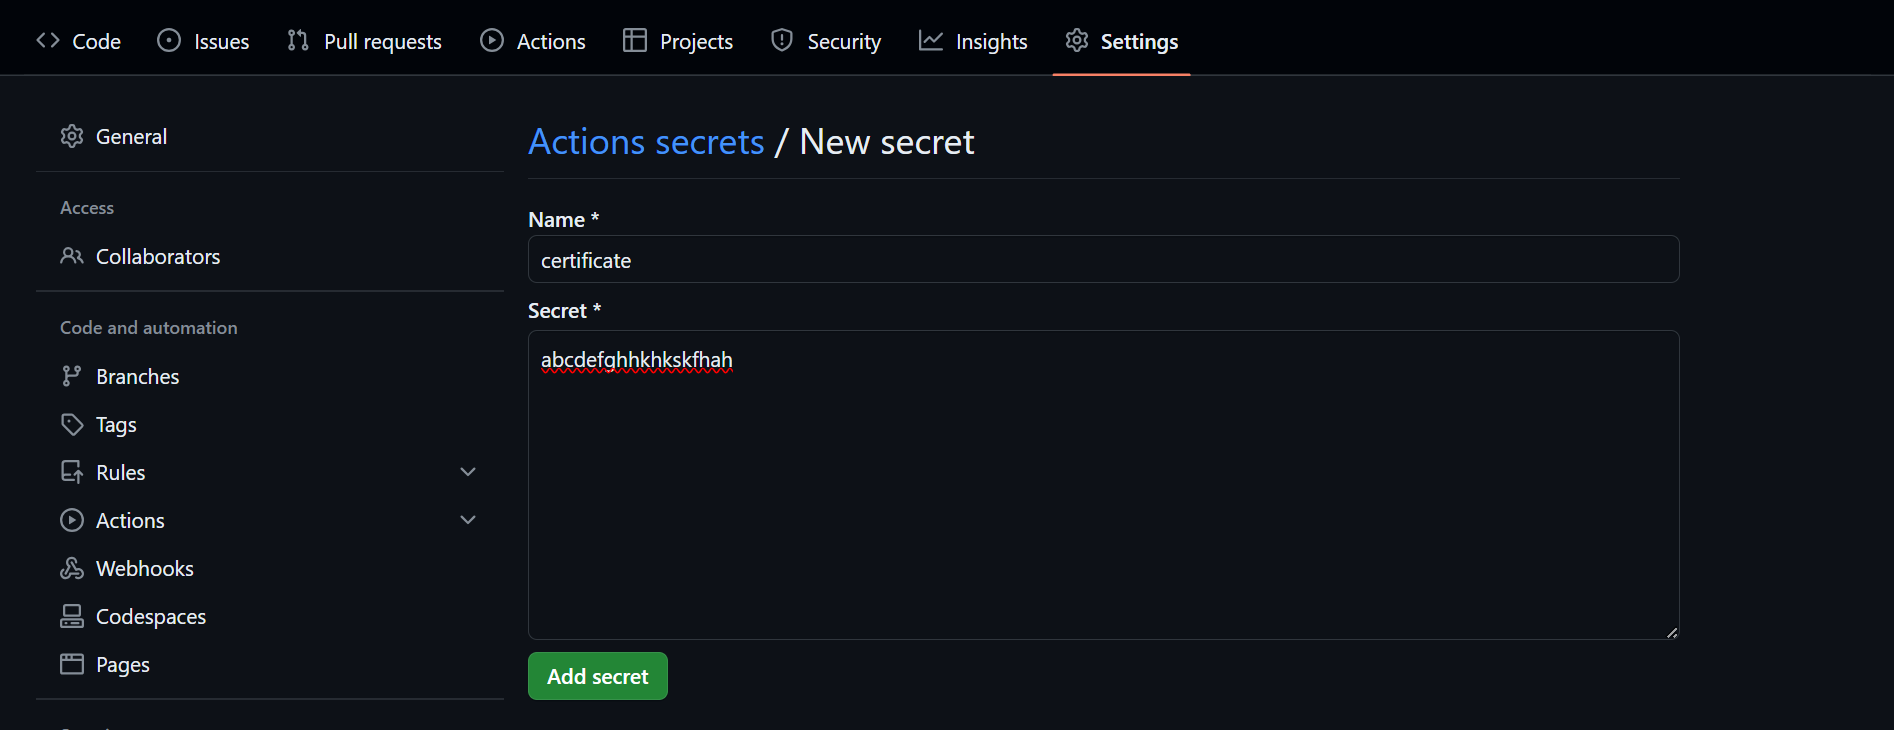 Code Issues Pull requests Actions Projects Security Insights Settings
General
Access
Collaborators
Code and automation
Branches
Tags
Rules
Actions
Webhooks
Codespaces
Pages
Actions secrets / New secret
Name *
certificate
Secret *
abcdefghhkhkskfhah
Add secret